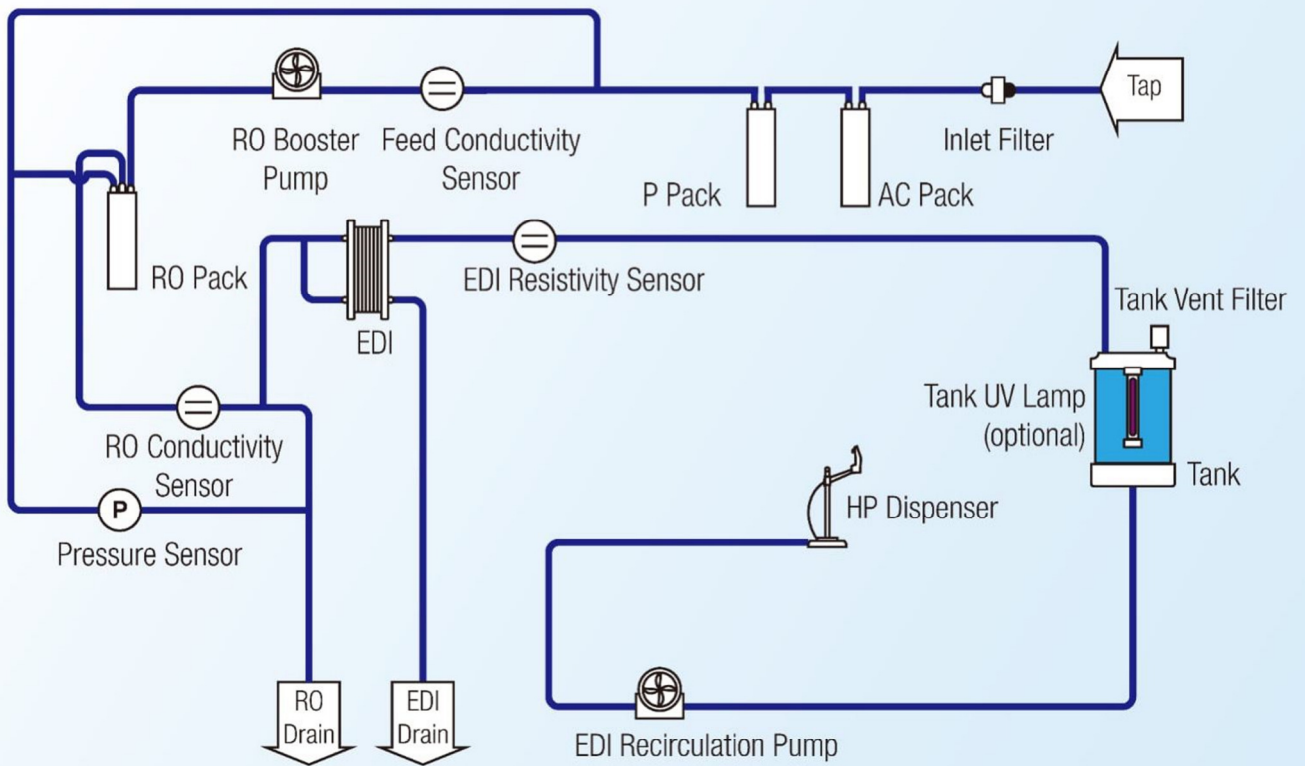 Tap
Inlet Filter
AC Pack
P Pack
Feed Conductivity
Sensor
RO Booster
Pump
RO Pack
EDI
EDI Resistivity Sensor
Tank Vent Filter
Tank UV Lamp
(optional)
Tank
RO Conductivity
Sensor
P
Pressure Sensor
HP Dispenser
RO
Drain
EDI
Drain
EDI Recirculation Pump